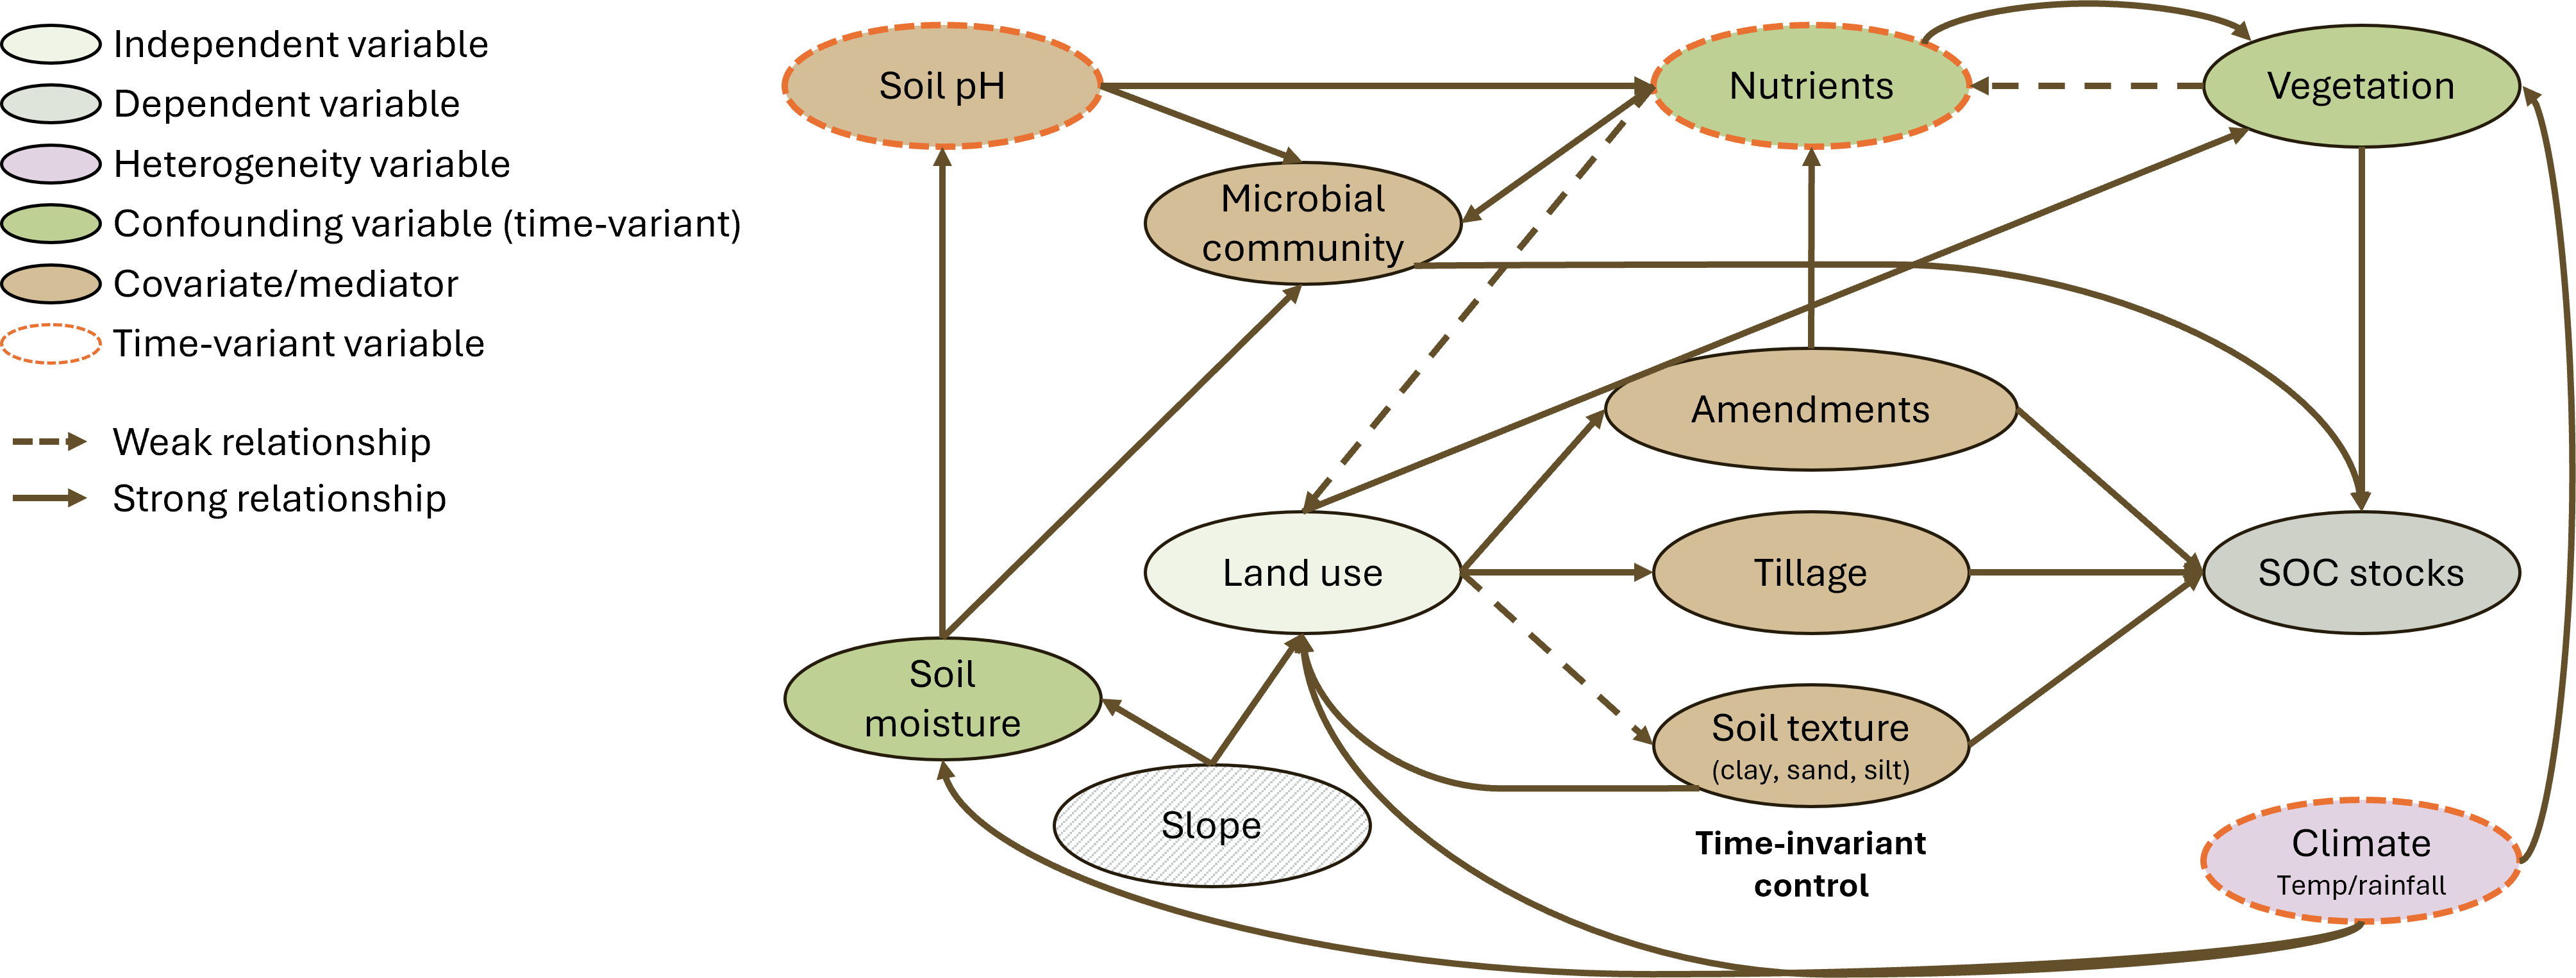 Independent variable
Dependent variable
Heterogeneity variable
Confounding variable (time-variant)
Covariate/mediator
Time-variant variable
Weak relationship
Strong relationship
Soil pH
Nutrients
Vegetation
Microbial
community
Amendments
Land use
Tillage
SOC stocks
Soil
moisture
Soil texture
(clay, sand, silt)
Slope
Time-invariant
control
Climate
Temp/rainfall